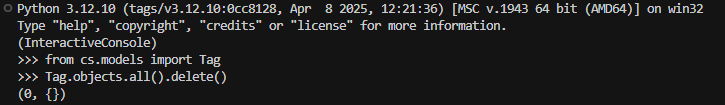 Python 3.12.10 (tags/v3.12.10:0cc8128, Apr  8 2025, 12:21:36) [MSC v.1943 64 bit (AMD64)] on win32
Type "help", "copyright", "credits" or "license" for more information.
(InteractiveConsole)
>>> from cs.models import Tag
>>> Tag.objects.all().delete()
(0, {})